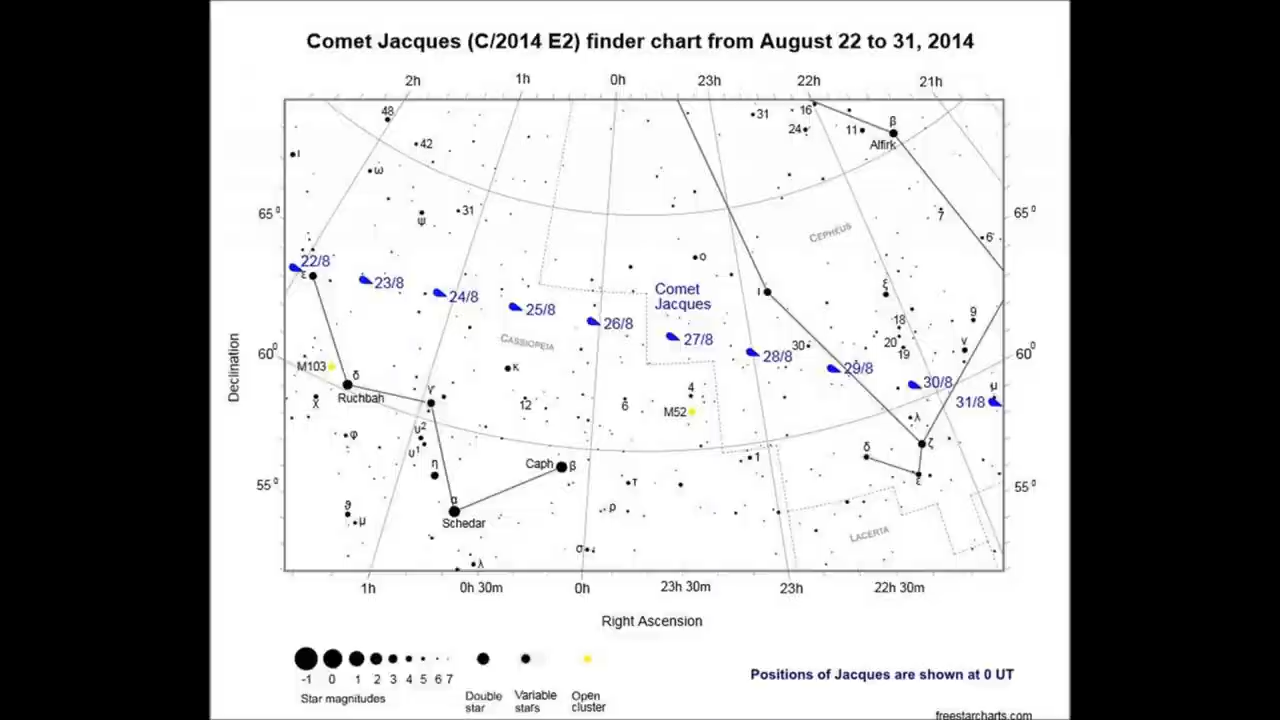 Comet Jacques (C/2014 E2) finder chart from August 22 to 31, 2014
2h 1h 0h 23h 22h 21h
48
42
ι
ω
ψ
31
31
16
24
11
β
Alfirk
7
6
65° 65°
CEPHEUS
22/8
ε
23/8
24/8
25/8
26/8
Comet
Jacques
27/8
28/8
29/8
30/8
31/8
ο
ι
ξ
18
20
19
9
ν
μ
30
CASSIOPEIA
Declination
60° 60°
M103
δ
Ruchbah
χ
γ
κ
12
6
4
M52
λ
φ
υ2
υ1
η
Caph β
τ
1
δ
ζ
ε
55° 55°
α
Schedar
ϑ
μ
ρ
σ
λ
LACERTA
1h 0h 30m 0h 23h 30m 23h 22h 30m
Right Ascension
-1 0 1 2 3 4 5 6 7
Star magnitudes
Double
star
Variable
stars
Open
cluster
Positions of Jacques are shown at 0 UT
freestarcharts.com